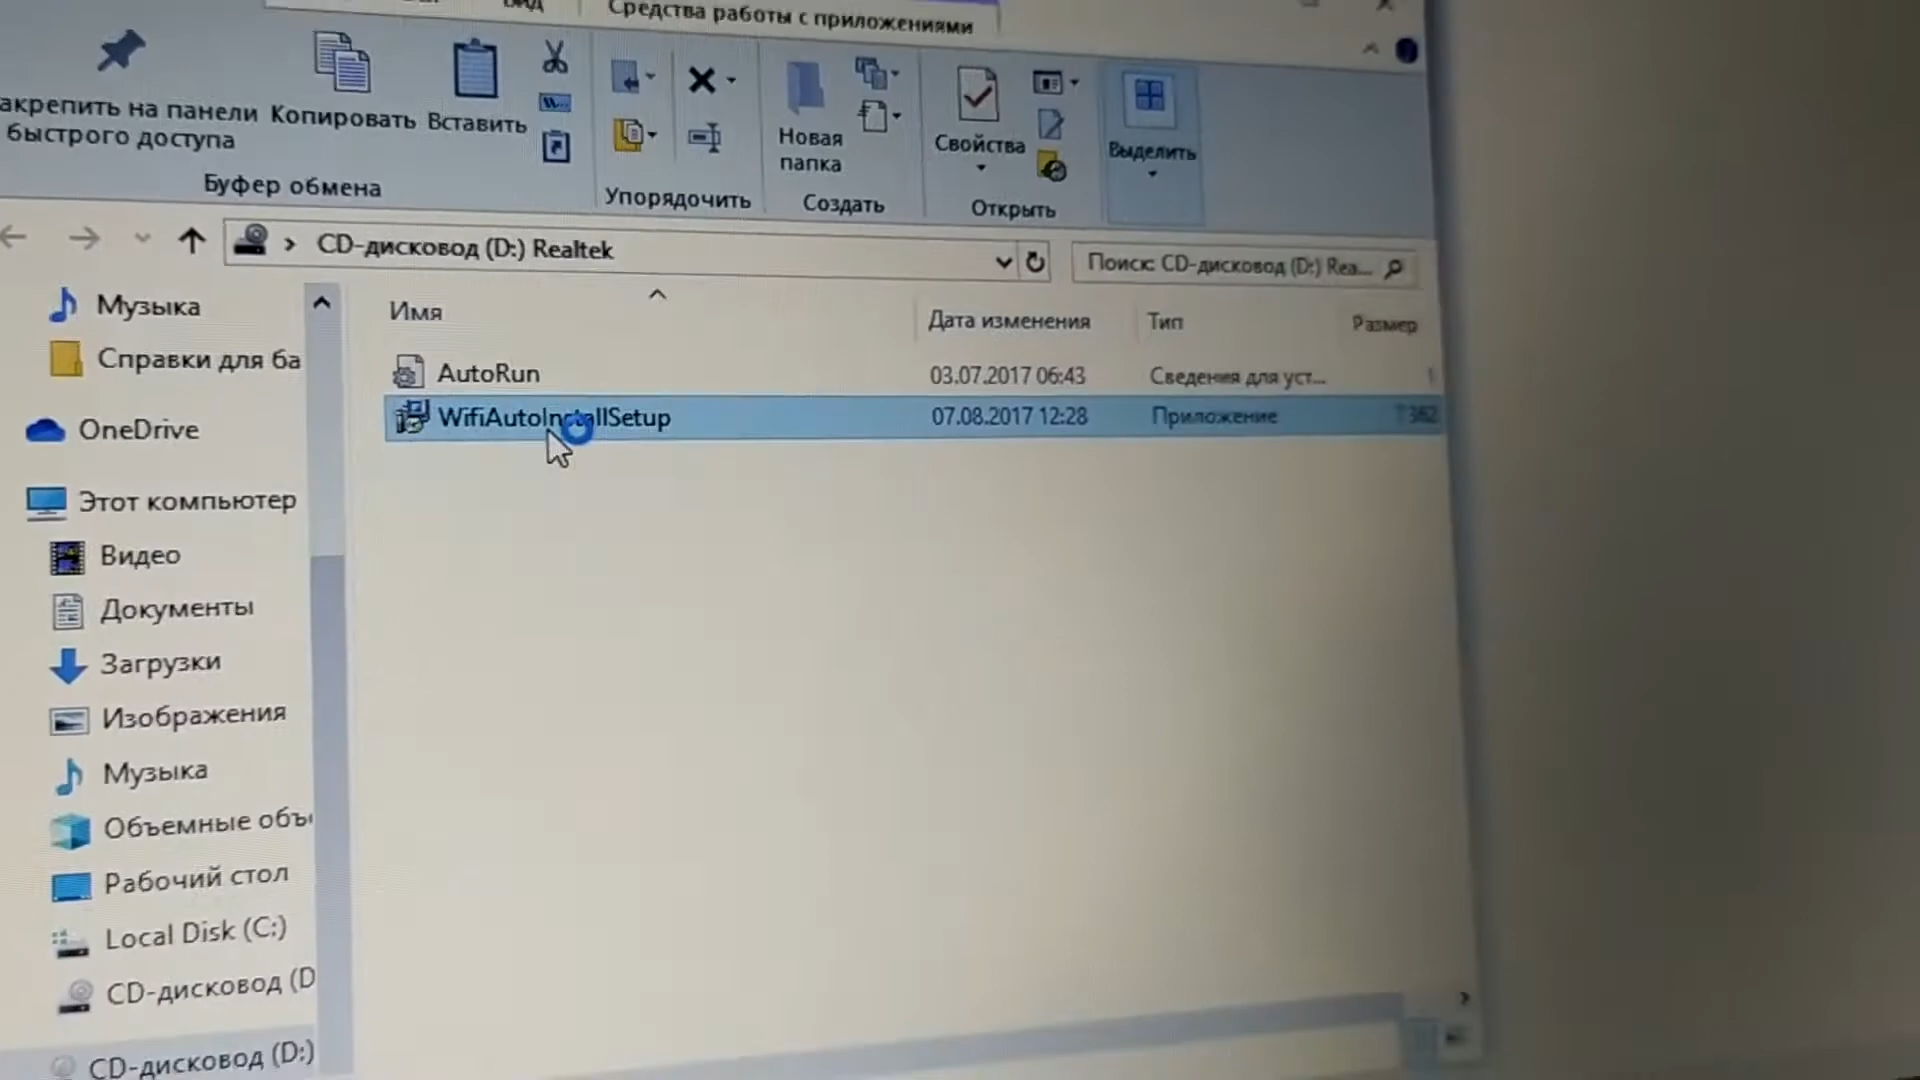 Средства работы с приложениями
акрепить на панели
быстрого доступа
Копировать
Вставить
Буфер обмена
Упорядочить
Новая
папка
Создать
Свойства
Открыть
Выделить
CD-дисковод (D:) Realtek
Поиск: CD-дисковод (D:) Rea...
Музыка
Справки для ба
OneDrive
Этот компьютер
Видео
Документы
Загрузки
Изображения
Музыка
Объемные объ
Рабочий стол
Local Disk (C:)
CD-дисковод (D
CD-дисковод (D:)
Имя
Дата изменения
Тип
Размер
AutoRun
03.07.2017 06:43
Сведения для уст...
1
WifiAutoInstallSetup
07.08.2017 12:28
Приложение